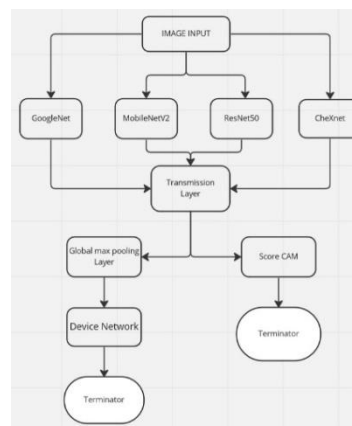 IMAGE INPUT
GoogleNet
MobileNetV2
ResNet50
CheXnet
Transmission
Layer
Global max pooling
Layer
Score CAM
Device Network
Terminator
Terminator